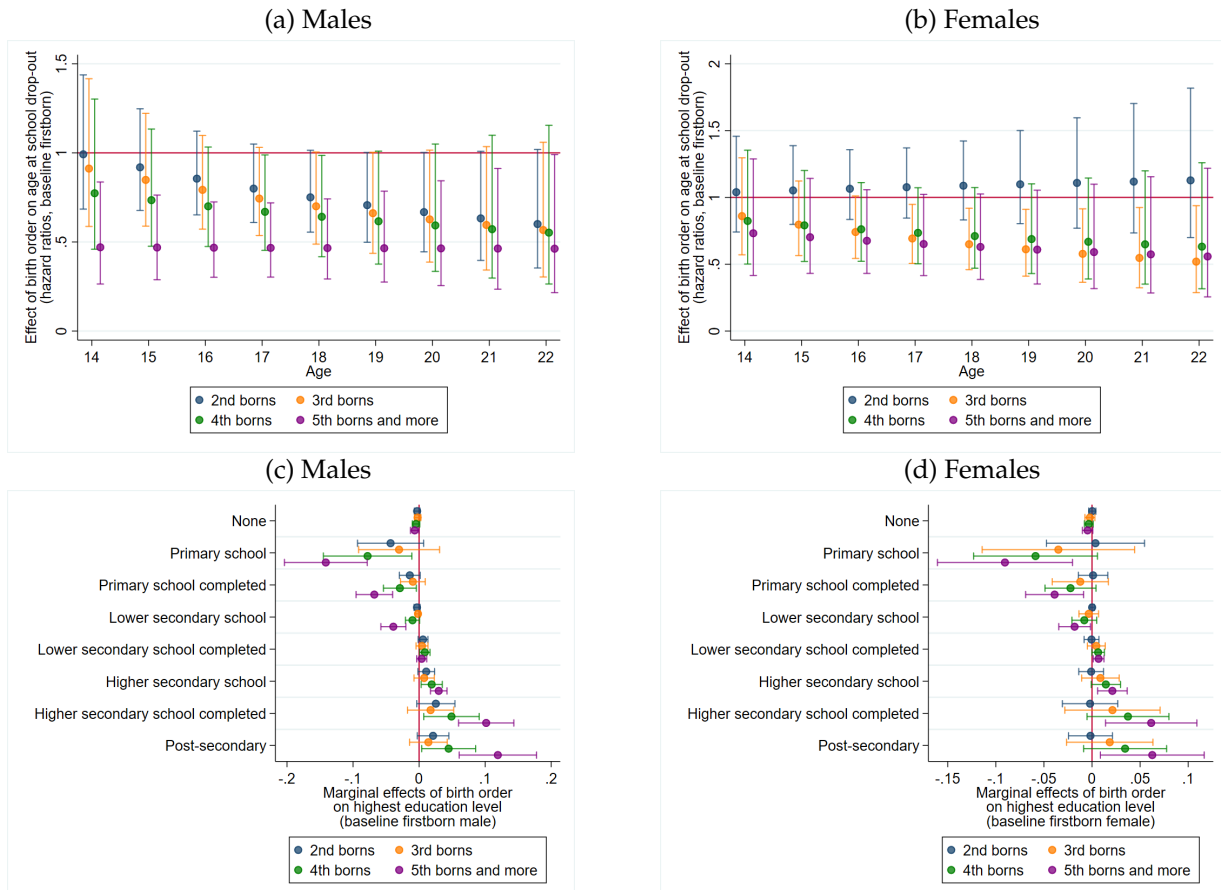 (a) Males
Effect of birth order on age at school drop-out
(hazard ratios, baseline firstborn)
1.5
1
.5
0
14 15 16 17 18 19 20 21 22
Age
2nd borns 3rd borns
4th borns 5th borns and more
(b) Females
Effect of birth order on age at school drop-out
(hazard ratios, baseline firstborn)
2
1.5
1
.5
0
14 15 16 17 18 19 20 21 22
Age
2nd borns 3rd borns
4th borns 5th borns and more
(c) Males
None
Primary school
Primary school completed
Lower secondary school
Lower secondary school completed
Higher secondary school
Higher secondary school completed
Post-secondary
-.2 -.1 0 .1 .2
Marginal effects of birth order
on highest education level
(baseline firstborn male)
2nd borns 3rd borns
4th borns 5th borns and more
(d) Females
None
Primary school
Primary school completed
Lower secondary school
Lower secondary school completed
Higher secondary school
Higher secondary school completed
Post-secondary
-.15 -.1 -.05 0 .05 .1
Marginal effects of birth order
on highest education level
(baseline firstborn female)
2nd borns 3rd borns
4th borns 5th borns and more